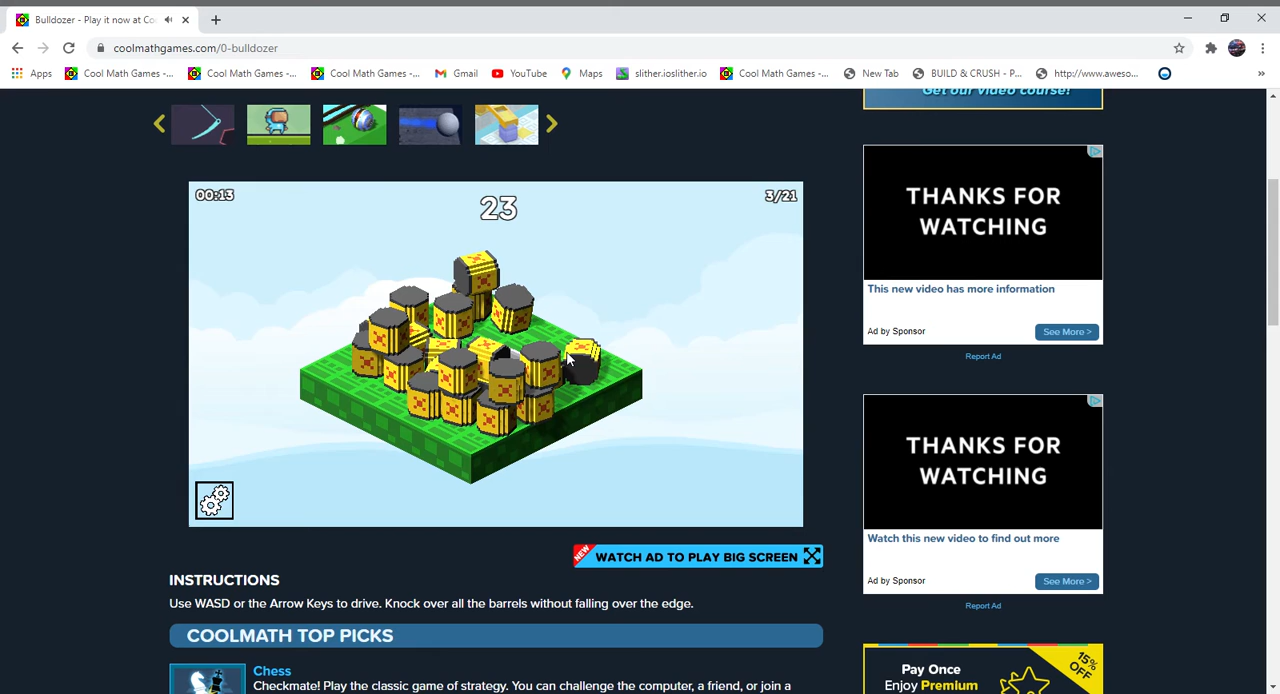 Bulldozer - Play it now at Co
coolmathgames.com/0-bulldozer
Apps
Cool Math Games -...
Cool Math Games -...
Cool Math Games -...
Gmail
YouTube
Maps
slither.ioslither.io
Cool Math Games -...
New Tab
BUILD & CRUSH - P...
http://www.aweso...
»
Get our video course!
00:13
23
3/21
THANKS FOR
WATCHING
This new video has more information
Ad by Sponsor
See More >
Report Ad
THANKS FOR
WATCHING
Watch this new video to find out more
Ad by Sponsor
See More >
Report Ad
NEW
WATCH AD TO PLAY BIG SCREEN
INSTRUCTIONS
Use WASD or the Arrow Keys to drive. Knock over all the barrels without falling over the edge.
COOLMATH TOP PICKS
Chess
Checkmate! Play the classic game of strategy. You can challenge the computer, a friend, or join a
Pay Once
Enjoy Premium
15%
OFF